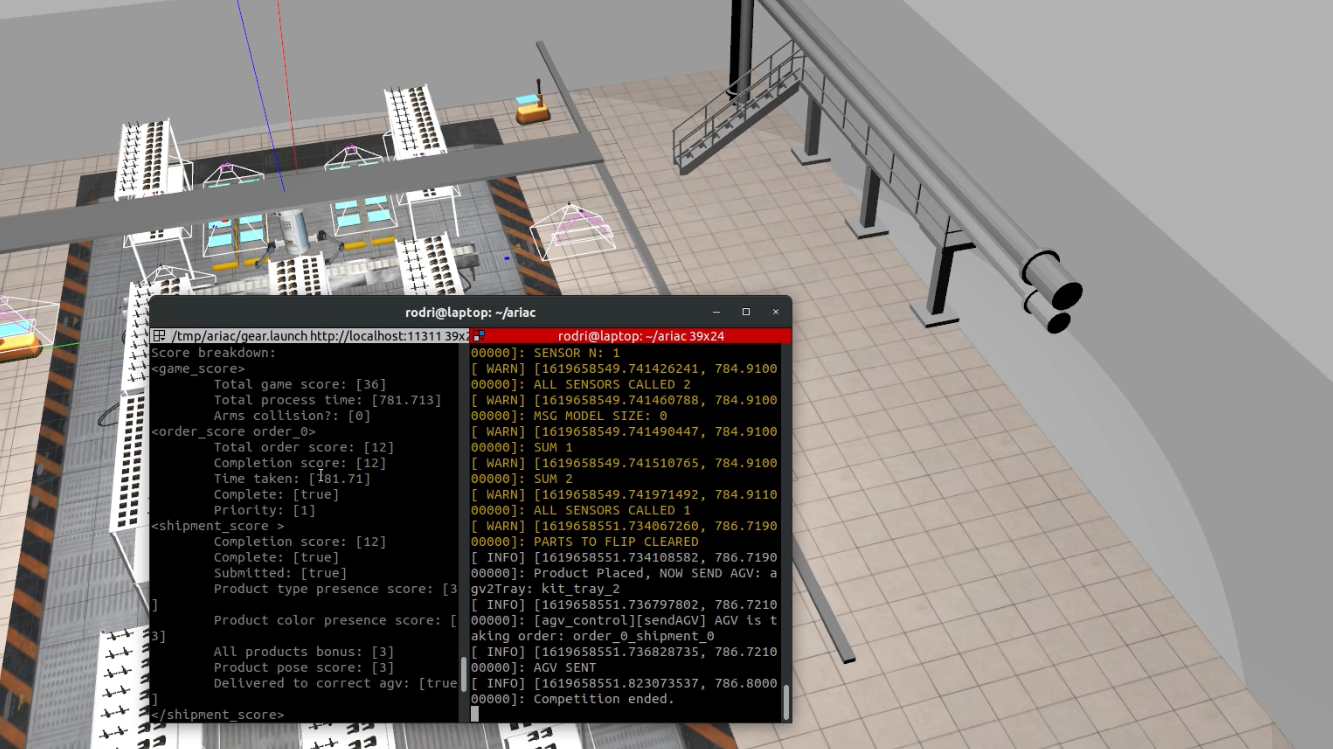 rodri@laptop: ~/ariac
/tmp/ariac/gear.launch http://localhost:11311 39x2
Score breakdown:
<game_score>
Total game score: [36]
Total process time: [781.713]
Arms collision?: [0]
<order_score order_0>
Total order score: [12]
Completion score: [12]
Time taken: [781.71]
Complete: [true]
Priority: [1]
<shipment_score >
Completion score: [12]
Complete: [true]
Submitted: [true]
Product type presence score: [3
]
Product color presence score: [
3]
All products bonus: [3]
Product pose score: [3]
Delivered to correct agv: [true
]
</shipment_score>
rodri@laptop: ~/ariac 39x24
00000]: SENSOR N: 1
[ WARN] [1619658549.741426241, 784.9100
00000]: ALL SENSORS CALLED 2
[ WARN] [1619658549.741460788, 784.9100
00000]: MSG MODEL SIZE: 0
[ WARN] [1619658549.741490447, 784.9100
00000]: SUM 1
[ WARN] [1619658549.741510765, 784.9100
00000]: SUM 2
[ WARN] [1619658549.741971492, 784.9110
00000]: ALL SENSORS CALLED 1
[ WARN] [1619658551.734067260, 786.7190
00000]: PARTS TO FLIP CLEARED
[ INFO] [1619658551.734108582, 786.7190
00000]: Product Placed, NOW SEND AGV: a
gv2Tray: kit_tray_2
[ INFO] [1619658551.736797802, 786.7210
00000]: [agv_control][sendAGV] AGV is t
aking order: order_0_shipment_0
[ INFO] [1619658551.736828735, 786.7210
00000]: AGV SENT
[ INFO] [1619658551.823073537, 786.8000
00000]: Competition ended.